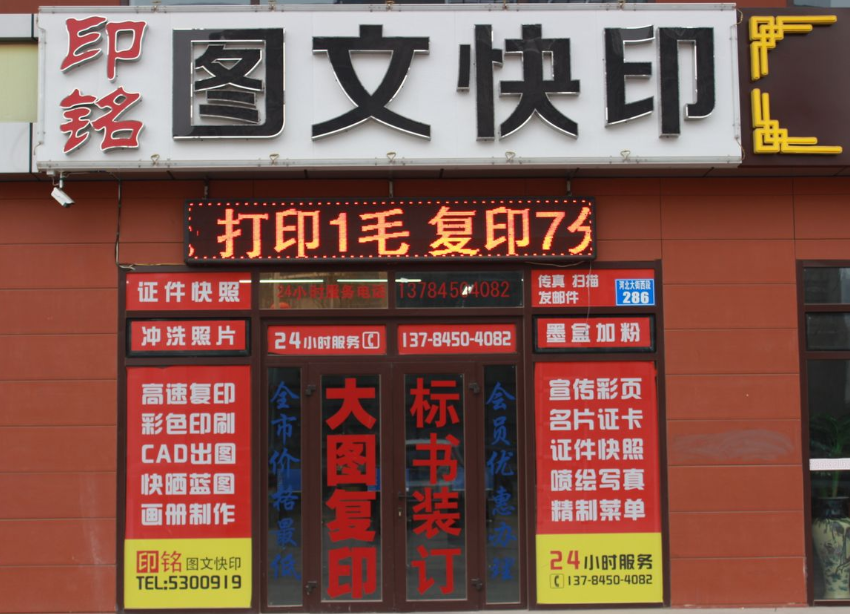 印铭
图文快印
打印1毛 复印7分
证件快照
24小时服务电话 13784504082
传真 扫描
发邮件
河北大街西段
286
冲洗照片
24小时服务
137-8450-4082
墨盒加粉
高速复印
彩色印刷
CAD出图
快晒蓝图
画册制作
印铭图文快印
TEL:5300919
全市价格最低
大图复印
标书装订
会员优惠办理
宣传彩页
名片证卡
证件快照
喷绘写真
精制菜单
24小时服务
137-8450-4082